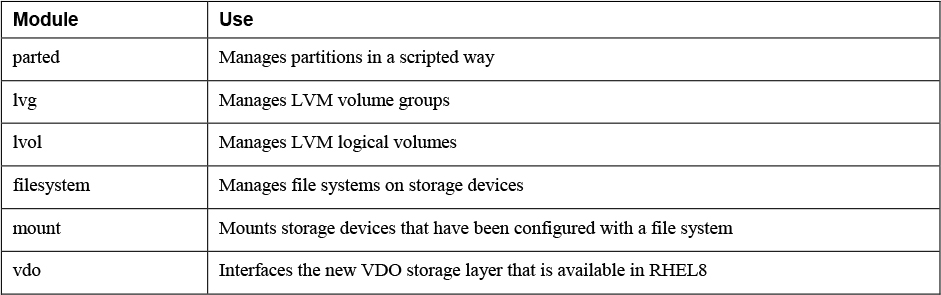 Module Use
parted Manages partitions in a scripted way
lvg Manages LVM volume groups
lvol Manages LVM logical volumes
filesystem Manages file systems on storage devices
mount Mounts storage devices that have been configured with a file system
vdo Interfaces the new VDO storage layer that is available in RHEL8